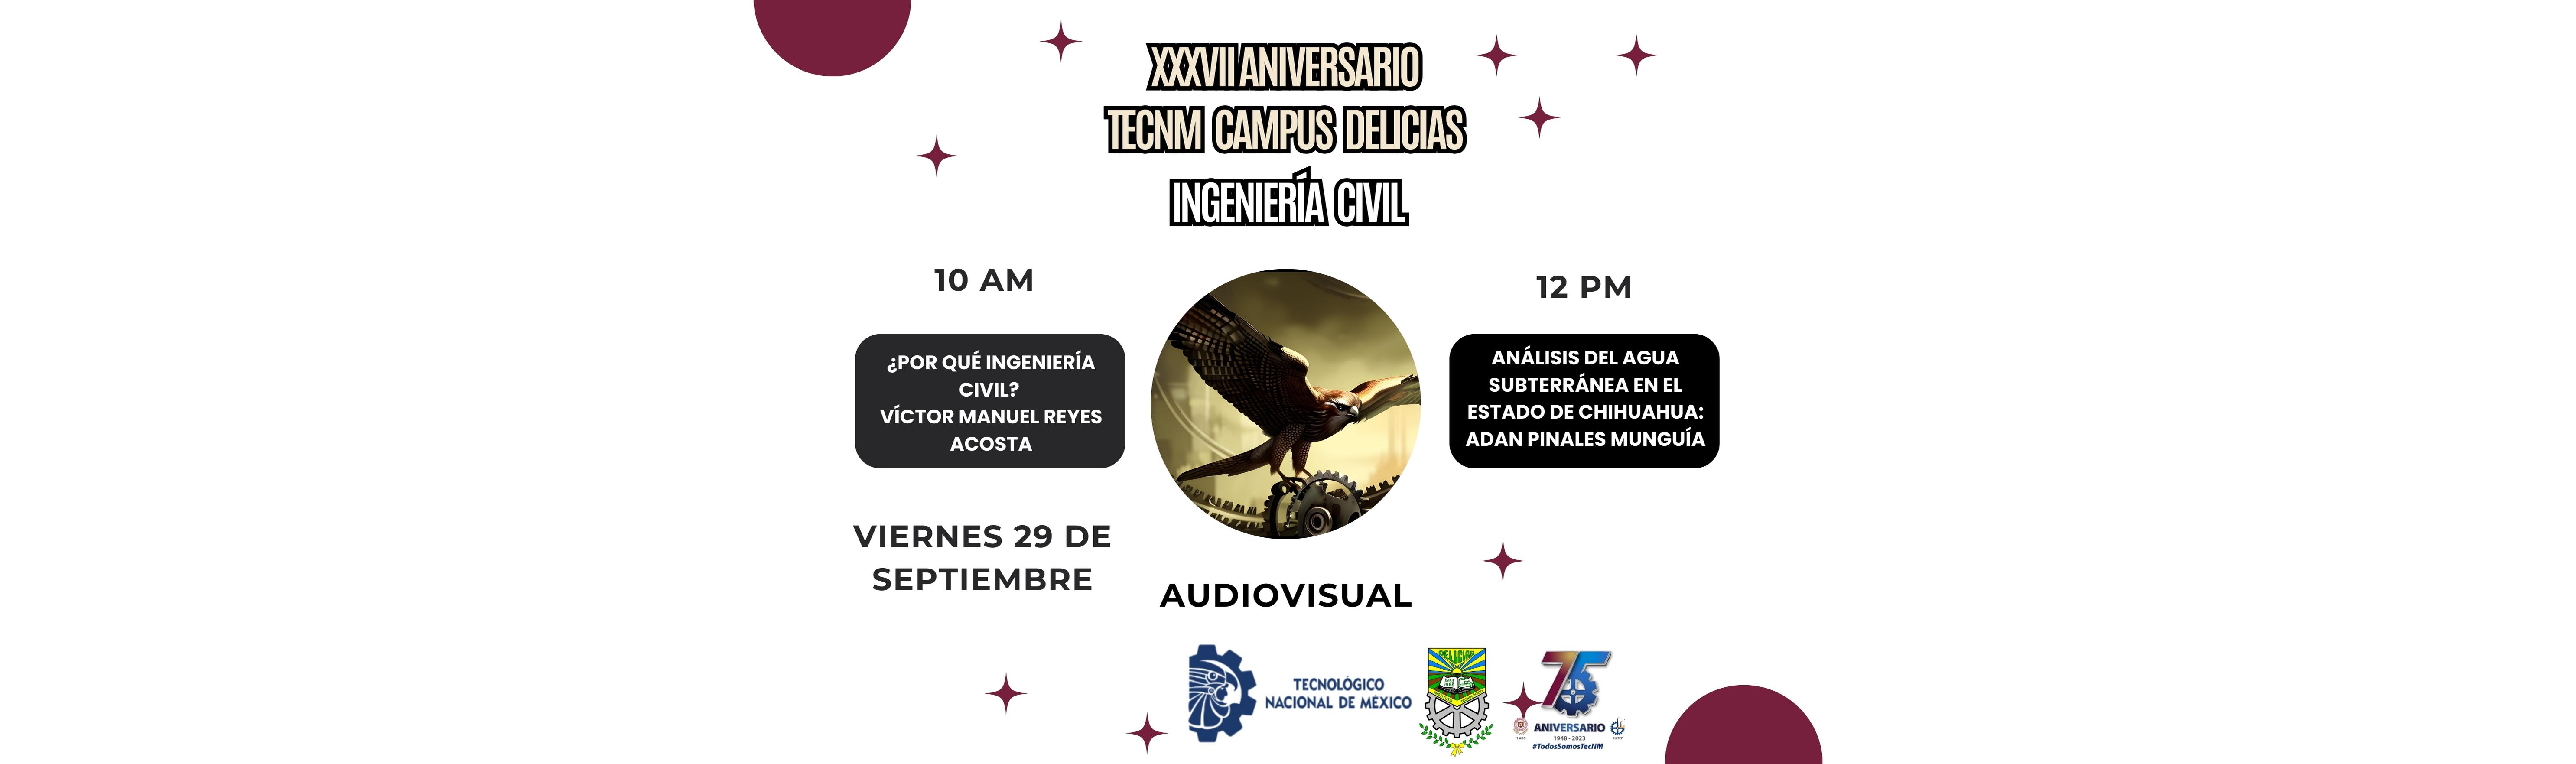 XXXVII ANIVERSARIO
TECNM CAMPUS DELICIAS
INGENIERÍA CIVIL
10 AM
¿POR QUÉ INGENIERÍA
CIVIL?
VÍCTOR MANUEL REYES
ACOSTA
12 PM
ANÁLISIS DEL AGUA
SUBTERRÁNEA EN EL
ESTADO DE CHIHUAHUA:
ADAN PINALES MUNGUÍA
VIERNES 29 DE
SEPTIEMBRE
AUDIOVISUAL
TECNOLÓGICO
NACIONAL DE MÉXICO
DELICIAS
75
ANIVERSARIO
1948 - 2023
#TodosSomosTecNM